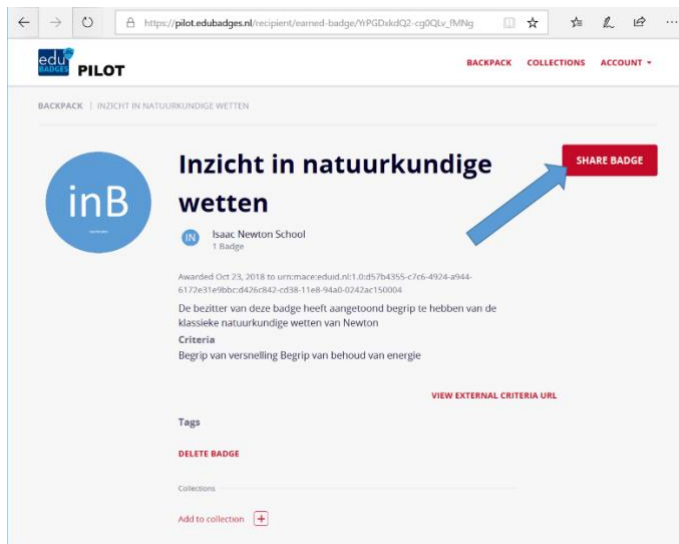 https://pilot.edubadges.nl/recipient/earned-badge/YrPGDxkdQ2-cg0QLv_fMNg
edu
BADGES
PILOT
BACKPACK COLLECTIONS ACCOUNT
BACKPACK | INZICHT IN NATUURKUNDIGE WETTEN
inB
Inzicht in natuurkundige
wetten
SHARE BADGE
IN
Isaac Newton School
1 Badge
Awarded Oct 23, 2018 to urn:mace:eduid.nl:1.0:d57b4355-c7c6-4924-a944-
6172e31e9bbc:d426c842-cd38-11e8-94a0-0242ac150004
De bezitter van deze badge heeft aangetoond begrip te hebben van de
klassieke natuurkundige wetten van Newton
Criteria
Begrip van versnelling Begrip van behoud van energie
VIEW EXTERNAL CRITERIA URL
Tags
DELETE BADGE
Collections
Add to collection +